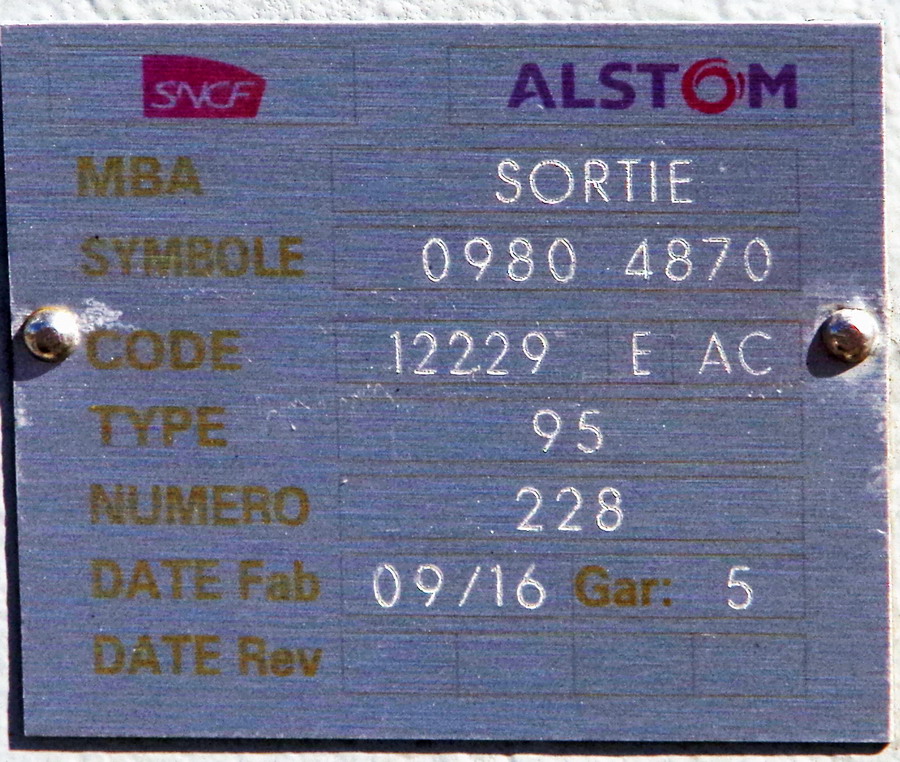 SNCF ALSTOM
MBA SORTIE
SYMBOLE 0980 4870
CODE 12229 E AC
TYPE 95
NUMERO 228
DATE Fab 09/16 Gar: 5
DATE Rev